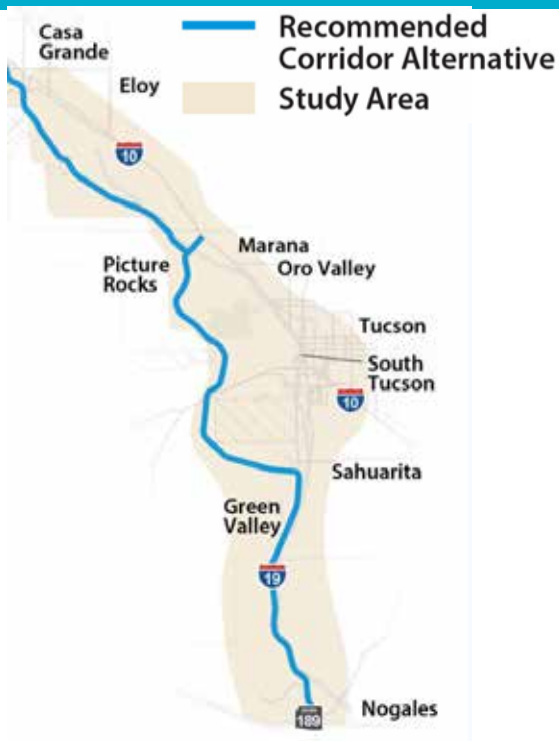 Recommended
Corridor Alternative
Study Area
Casa
Grande
Eloy
10
Marana
Oro Valley
Picture
Rocks
Tucson
South
Tucson
10
Sahuarita
Green
Valley
19
Nogales
189